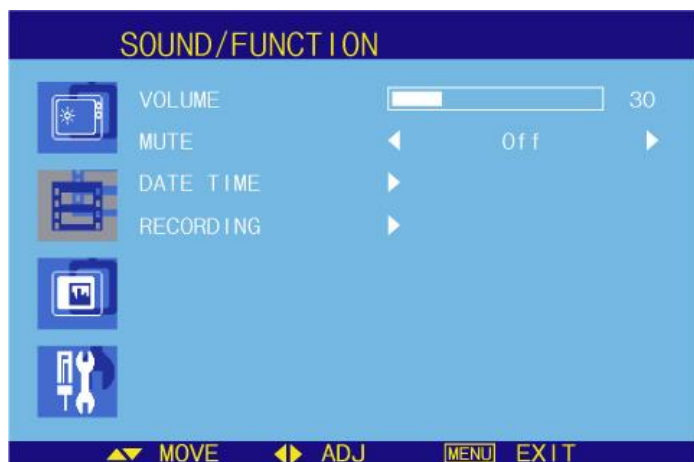 SOUND/FUNCTION
VOLUME 30
MUTE Off
DATE TIME
RECORDING
MOVE ADJ MENU EXIT